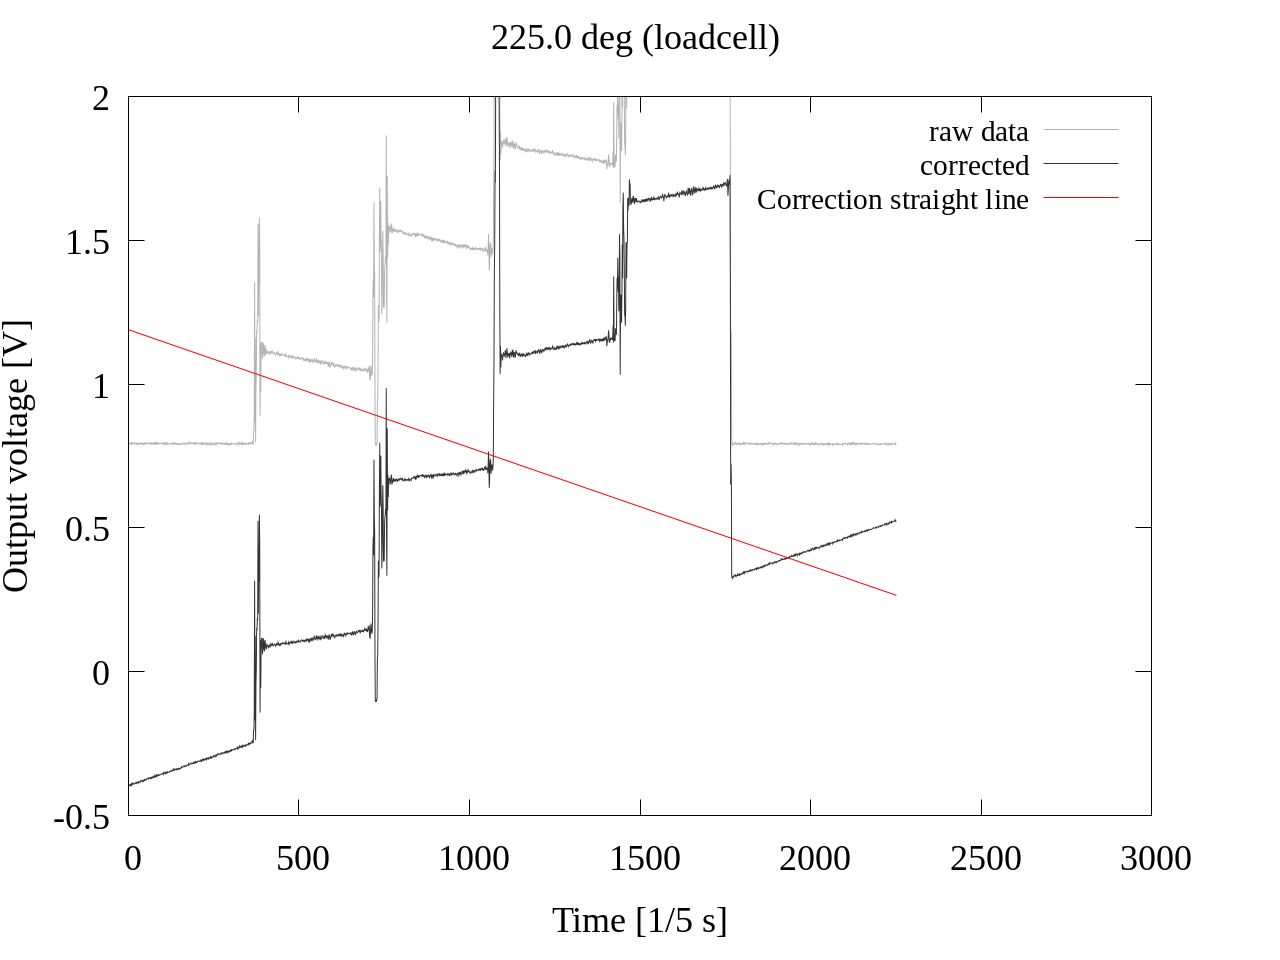 225.0 deg (loadcell)
2
raw data
corrected
Correction straight line
1.5
1
0.5
0
-0.5
Output voltage [V]
0 500 1000 1500 2000 2500 3000
Time [1/5 s]